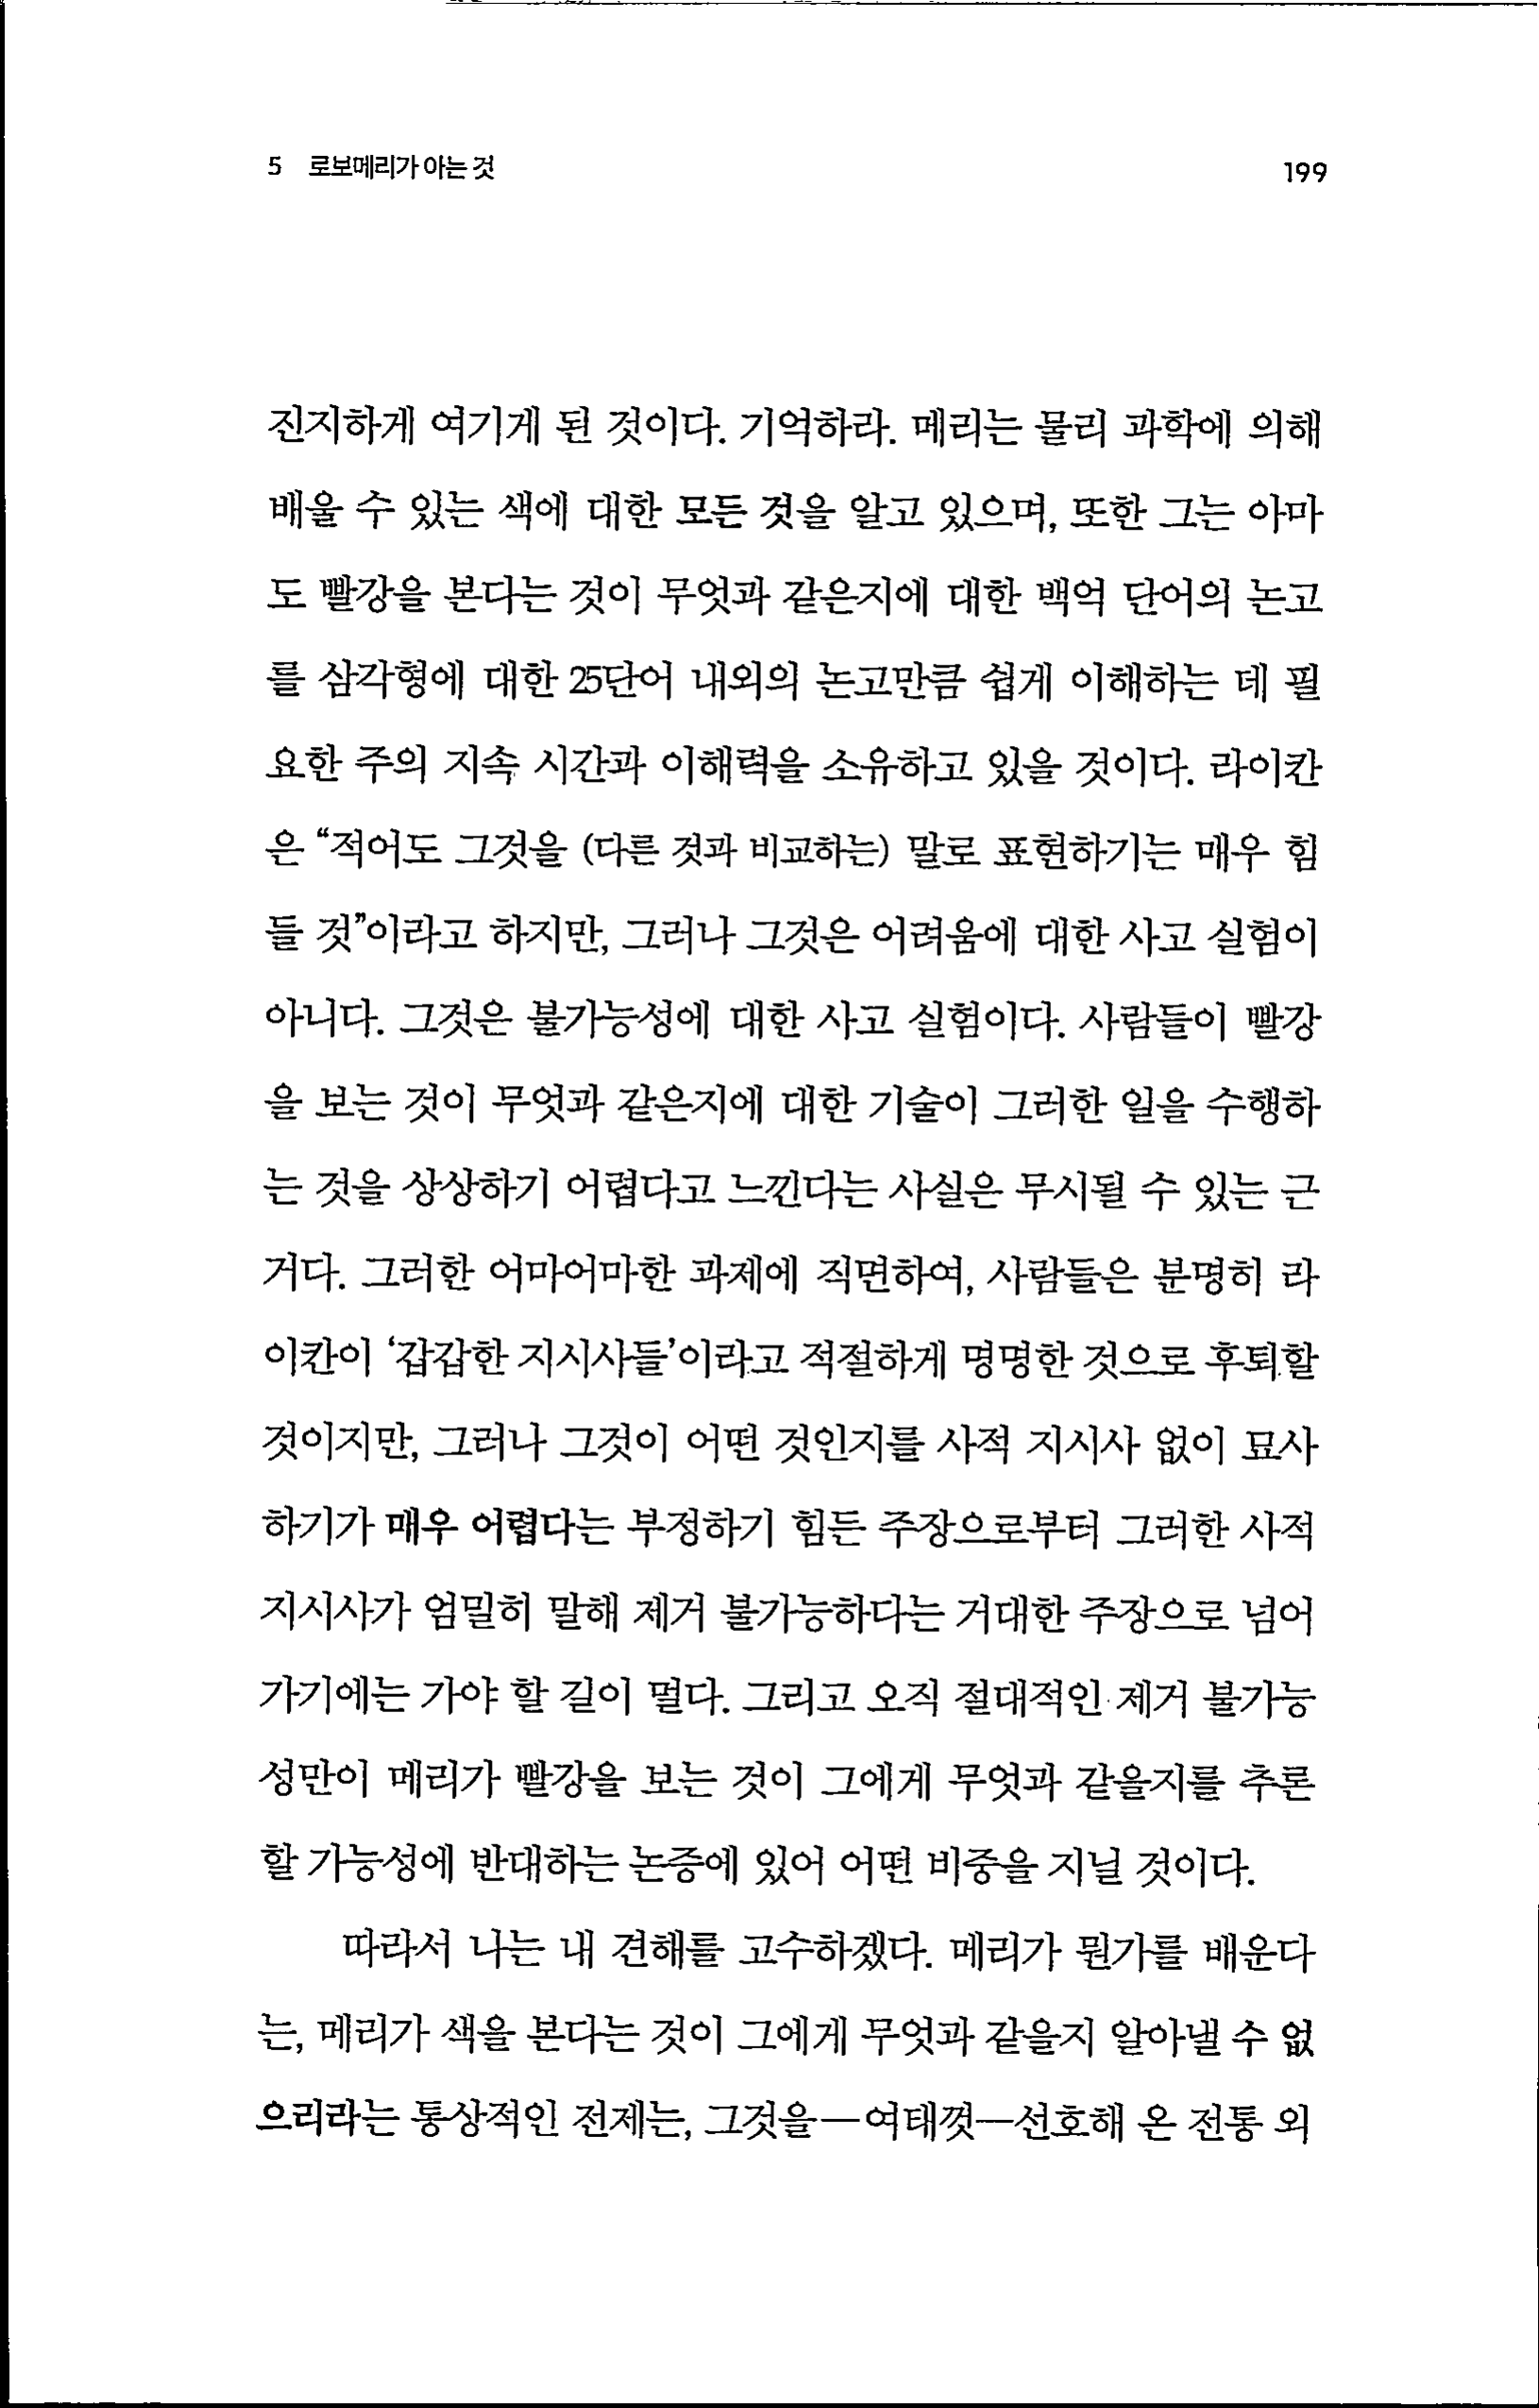 5 로보메리가 아는 것 199
진지하게 여기게 된 것이다. 기억하라. 메리는 물리 과학에 의해
배울 수 있는 색에 대한 모든 것을 알고 있으며, 또한 그는 아마
도 빨강을 본다는 것이 무엇과 같은지에 대한 백억 단어의 논고
를 삼각형에 대한 25단어 내외의 논고만큼 쉽게 이해하는 데 필
요한 주의 지속 시간과 이해력을 소유하고 있을 것이다. 라이칸
은 “적어도 그것을 (다른 것과 비교하는) 말로 표현하기는 매우 힘
들 것”이라고 하지만, 그러나 그것은 어려움에 대한 사고 실험이
아니다. 그것은 불가능성에 대한 사고 실험이다. 사람들이 빨강
을 보는 것이 무엇과 같은지에 대한 기술이 그러한 일을 수행하
는 것을 상상하기 어렵다고 느낀다는 사실은 무시될 수 있는 근
거다. 그러한 어마어마한 과제에 직면하여, 사람들은 분명히 라
이칸이 ‘갑갑한 지시사들’이라고 적절하게 명명한 것으로 후퇴할
것이지만, 그러나 그것이 어떤 것인지를 사적 지시사 없이 묘사
하기가 매우 어렵다는 부정하기 힘든 주장으로부터 그러한 사적
지시사가 엄밀히 말해 제거 불가능하다는 거대한 주장으로 넘어
가기에는 가야 할 길이 멀다. 그리고 오직 절대적인 제거 불가능
성만이 메리가 빨강을 보는 것이 그에게 무엇과 같을지를 추론
할 가능성에 반대하는 논증에 있어 어떤 비중을 지닐 것이다.
따라서 나는 내 견해를 고수하겠다. 메리가 뭔가를 배운다
는, 메리가 색을 본다는 것이 그에게 무엇과 같을지 알아낼 수 없
으리라는 통상적인 전제는, 그것을—여태껏—선호해 온 전통 외